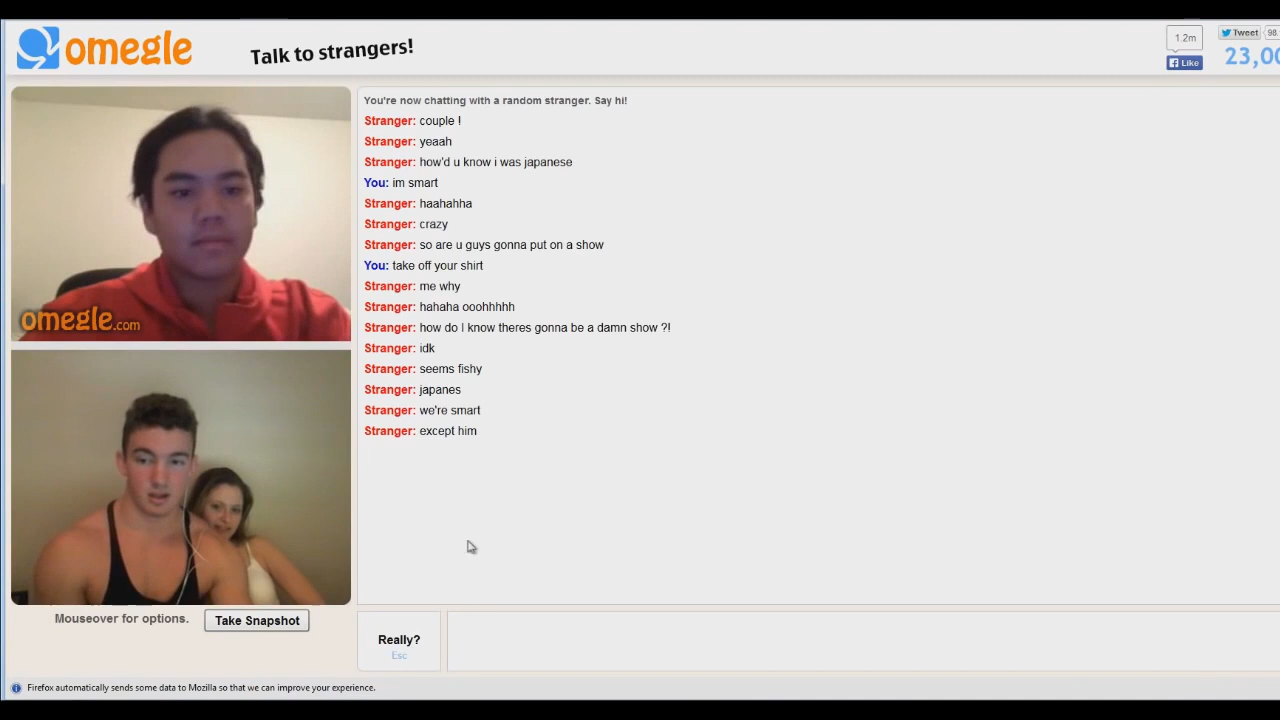 omegle
Talk to strangers!
1.2m
Like
Tweet
98.
23,00
You're now chatting with a random stranger. Say hi!
Stranger: couple !
Stranger: yeaah
Stranger: how'd u know i was japanese
You: im smart
Stranger: haahahha
Stranger: crazy
Stranger: so are u guys gonna put on a show
You: take off your shirt
Stranger: me why
Stranger: hahaha ooohhhhh
Stranger: how do I know theres gonna be a damn show ?!
Stranger: idk
Stranger: seems fishy
Stranger: japanes
Stranger: we're smart
Stranger: except him
omegle.com
Mouseover for options.
Take Snapshot
Really?
Esc
Firefox automatically sends some data to Mozilla so that we can improve your experience.